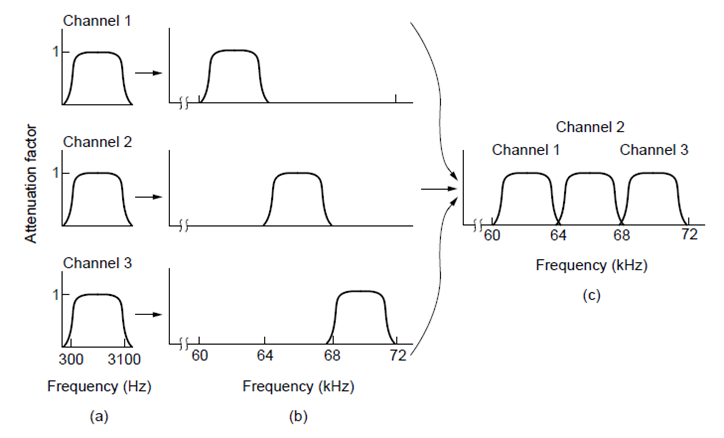 Channel 1
1
Channel 2
1
Attenuation factor
Channel 3
1
300 3100
Frequency (Hz)
(a)
60 64 68 72
Frequency (kHz)
(b)
Channel 2
Channel 1 Channel 3
60 64 68 72
Frequency (kHz)
(c)